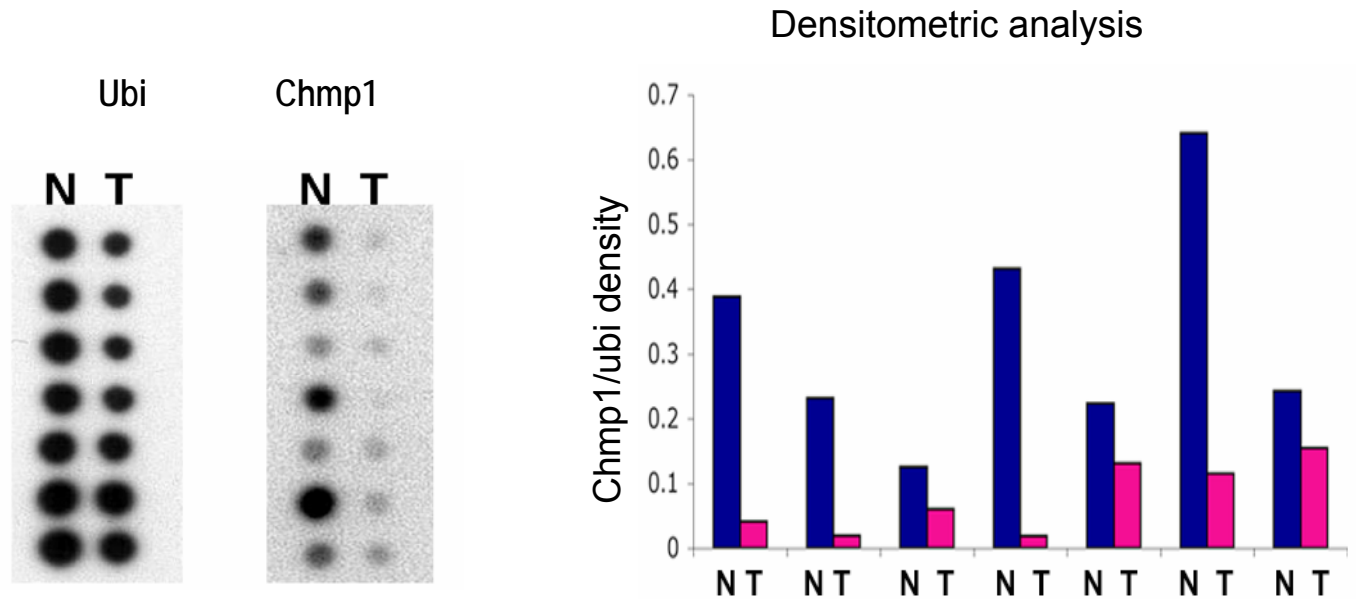 Densitometric analysis
Ubi Chmp1
N T N T
Chmp1/ubi density
0.7
0.6
0.5
0.4
0.3
0.2
0.1
0
N T N T N T N T N T N T N T